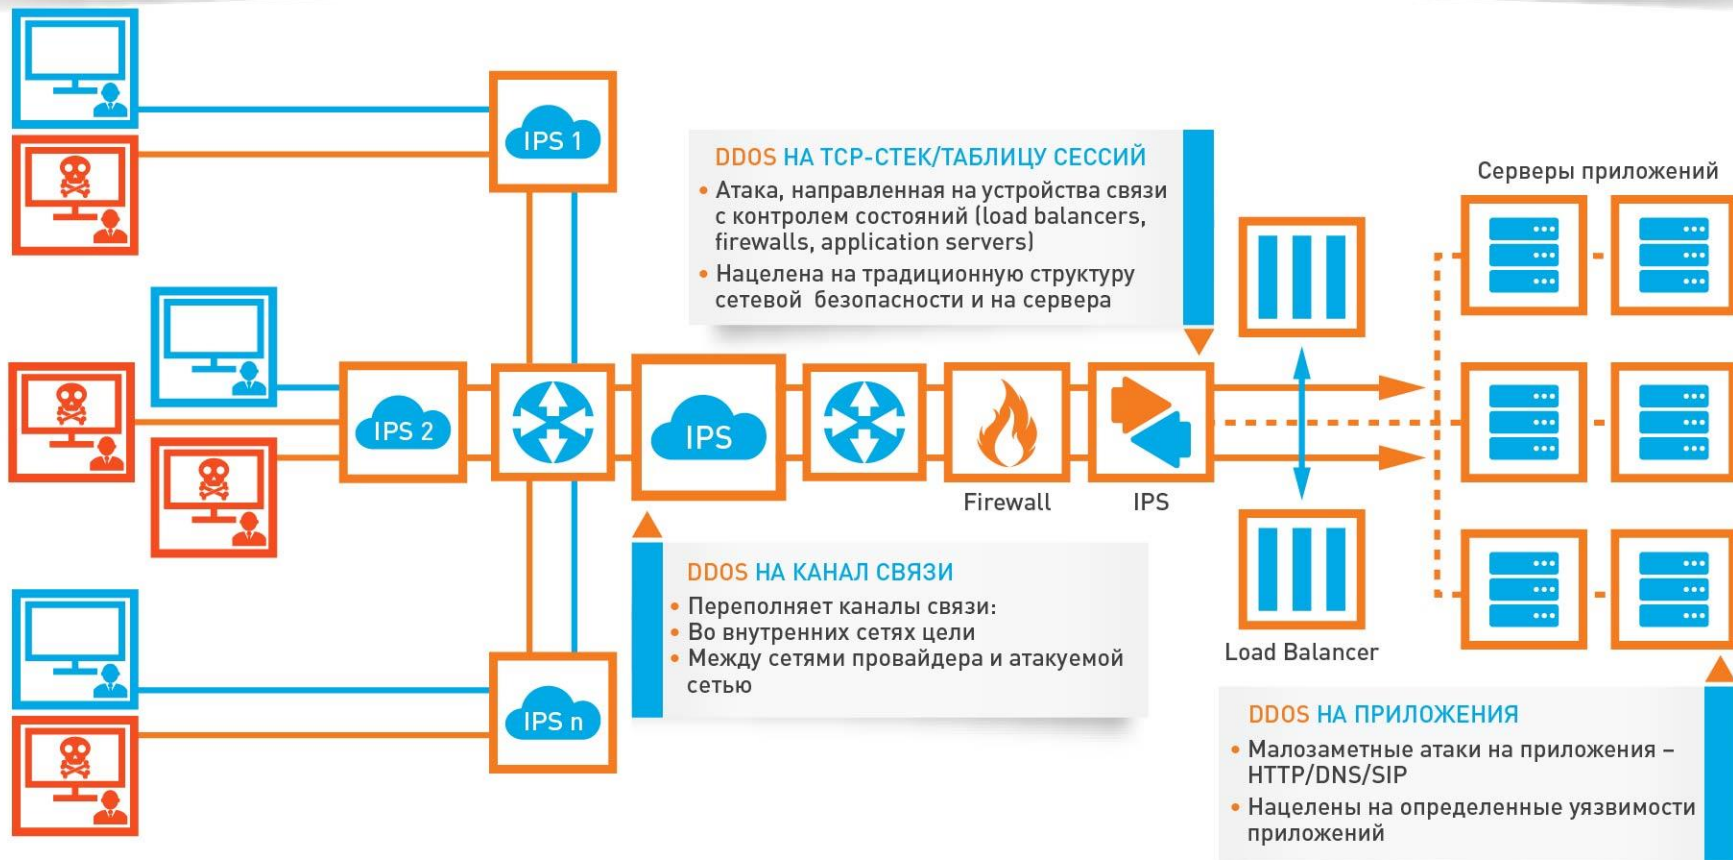 IPS 1
DDOS НА TCP-СТЕК/ТАБЛИЦУ СЕССИЙ
• Атака, направленная на устройства связи
с контролем состояний (load balancers,
firewalls, application servers)
• Нацелена на традиционную структуру
сетевой безопасности и на сервера
Серверы приложений
IPS 2
IPS
Firewall
IPS
DDOS НА КАНАЛ СВЯЗИ
• Переполняет каналы связи:
• Во внутренних сетях цели
• Между сетями провайдера и атакуемой
сетью
Load Balancer
IPS n
DDOS НА ПРИЛОЖЕНИЯ
• Малозаметные атаки на приложения –
HTTP/DNS/SIP
• Нацелены на определенные уязвимости
приложений